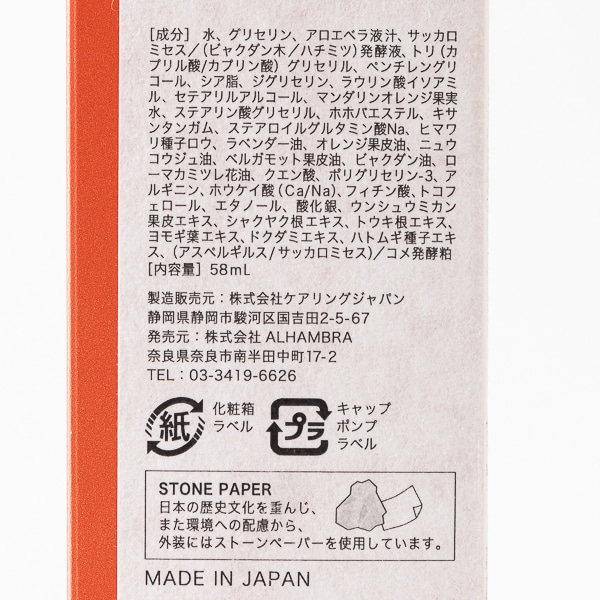 [成分] 水、グリセリン、アロエベラ液汁、サッカロ
ミセス/(ビャクダン木/ハチミツ)発酵液、トリ(カ
プリル酸/カプリン酸) グリセリル、ペンチレングリ
コール、シア脂、ジグリセリン、ラウリン酸イソアミ
ル、セテアリルアルコール、マンダリンオレンジ果実
水、ステアリン酸グリセリル、ホホバエステル、キサ
ンタンガム、ステアロイルグルタミン酸Na、ヒマワ
リ種子ロウ、ラベンダー油、オレンジ果皮油、ニュウ
コウジュ油、ベルガモット果皮油、ビャクダン油、ロー
マカミツレ花油、クエン酸、ポリグリセリン-3、ア
ルギニン、ホウケイ酸 (Ca/Na)、フィチン酸、トコフ
ェロール、エタノール、酸化銀、ウンシュウミカン
果皮エキス、シャクヤク根エキス、トウキ根エキス、
ヨモギ葉エキス、ドクダミエキス、ハトムギ種子エキ
ス、(アスペルギルス/サッカロミセス)/コメ発酵粕
[内容量] 58mL
製造販売元：株式会社ケアリングジャパン
静岡県静岡市駿河区国吉田2-5-67
発売元：株式会社 ALHAMBRA
奈良県奈良市南半田中町17-2
TEL：03-3419-6626
紙
化粧箱
ラベル
プラ
キャップ
ポンプ
ラベル
STONE PAPER
日本の歴史文化を重んじ、
また環境への配慮から、
外装にはストーンペーパーを使用しています。
MADE IN JAPAN